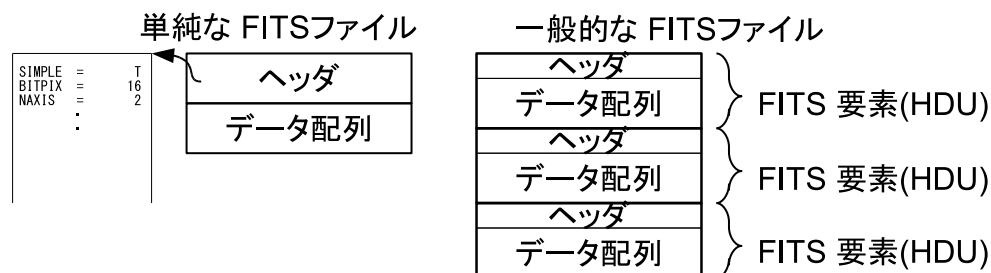 単純な FITSファイル
SIMPLE = T
BITPIX = 16
NAXIS = 2
:
ヘッダ
データ配列
一般的な FITSファイル
ヘッダ
データ配列
FITS 要素(HDU)
ヘッダ
データ配列
FITS 要素(HDU)
ヘッダ
データ配列
FITS 要素(HDU)